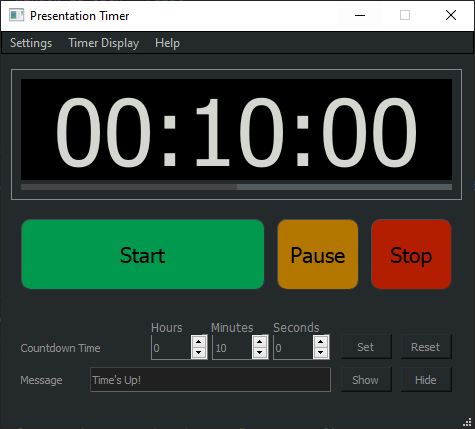 Presentation Timer
Settings Timer Display Help
00:10:00
Start Pause Stop
Hours Minutes Seconds
Countdown Time 0 10 0 Set Reset
Message Time's Up! Show Hide